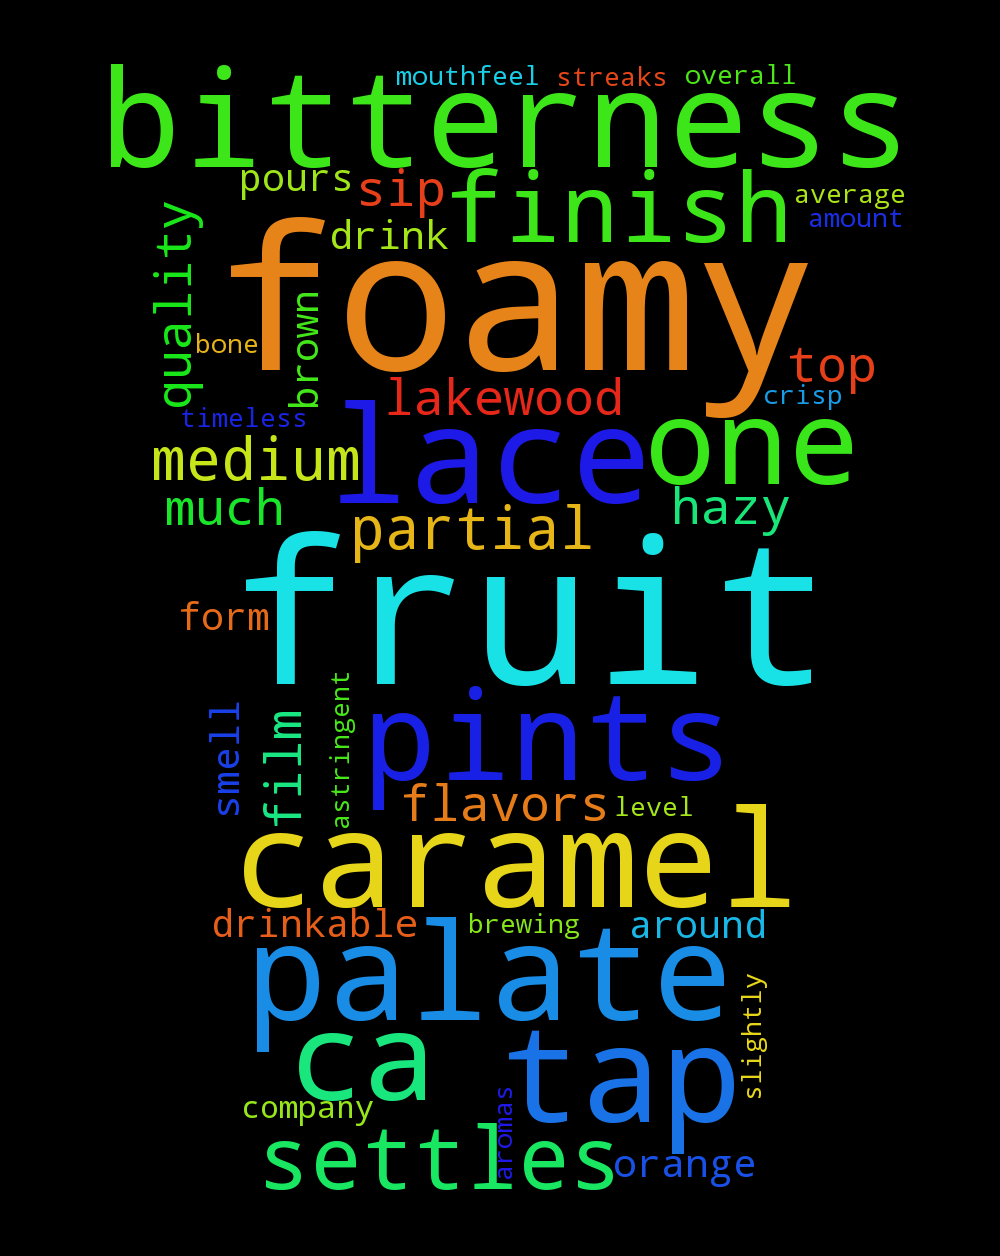 mouthfeel streaks overall
bitterness
pours sip finish average
amount
quality drink
foamy
bone brown top
lakewood crisp
timeless lace one
medium
much partial hazy
fruit
form
pints
smell film astringent
flavors level
caramel
drinkable brewing around
palate
slightly
ca tap
company
aromas
settles orange